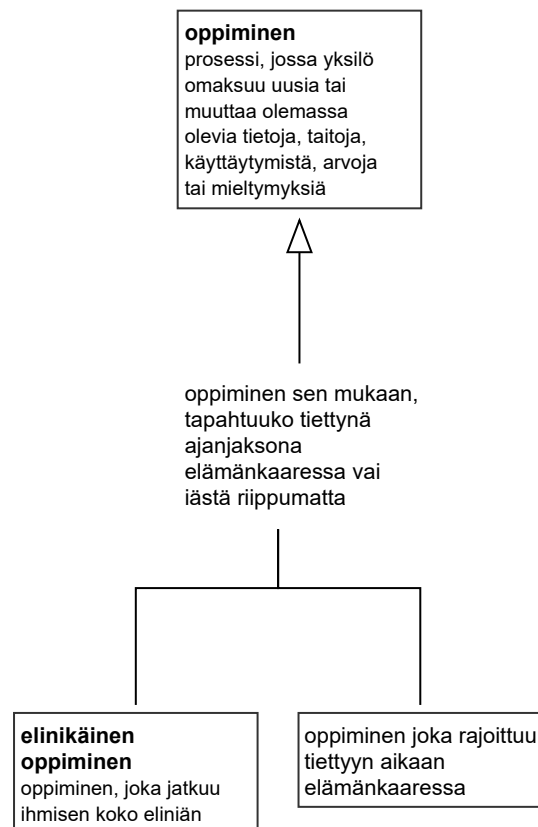 oppiminen
prosessi, jossa yksilö
omaksuu uusia tai
muuttaa olemassa
olevia tietoja, taitoja,
käyttäytymistä, arvoja
tai mieltymyksiä
oppiminen sen mukaan,
tapahtuuko tiettynä
ajanjaksona
elämänkaaressa vai
iästä riippumatta
elinikäinen
oppiminen
oppiminen, joka jatkuu
ihmisen koko eliniän
oppiminen joka rajoittuu
tiettyyn aikaan
elämänkaaressa